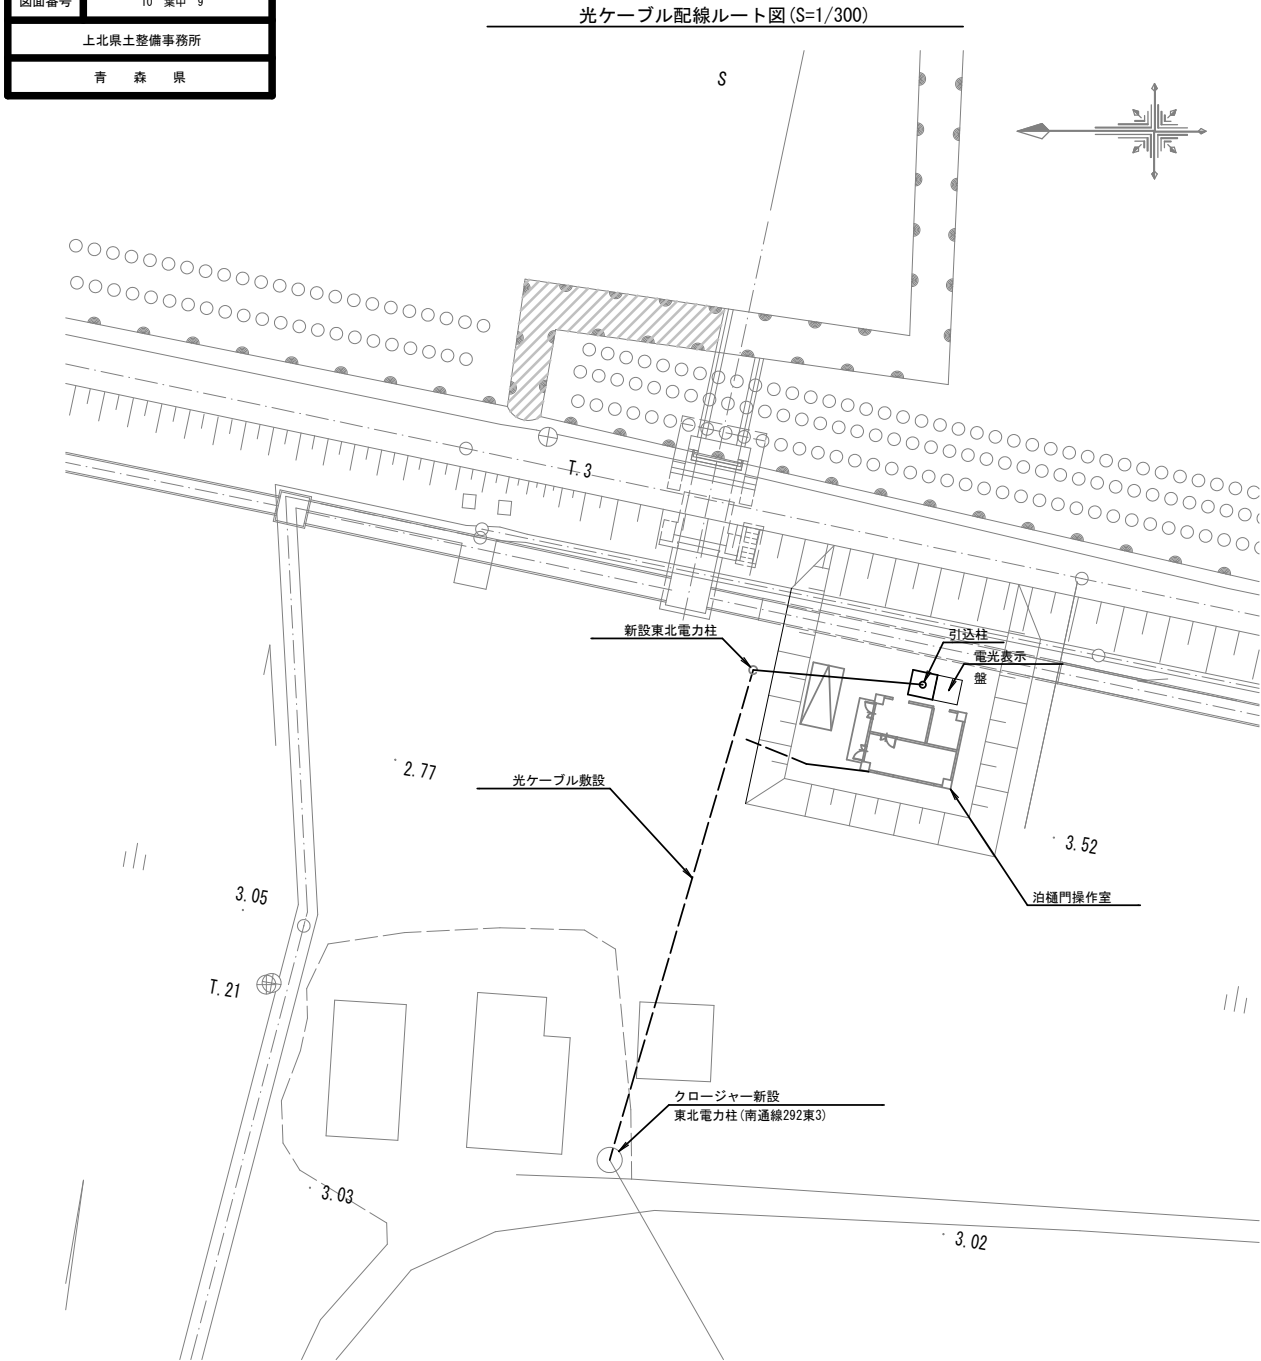 図面番号 10 葉中 9
上北県土整備事務所
青 森 県
光ケーブル配線ルート図(S=1/300)
S
T.3
新設東北電力柱
引込柱
電光表示
盤
2.77
光ケーブル敷設
3.52
3.05
泊樋門操作室
T.21
クロージャー新設
東北電力柱(南通線292東3)
3.03
3.02